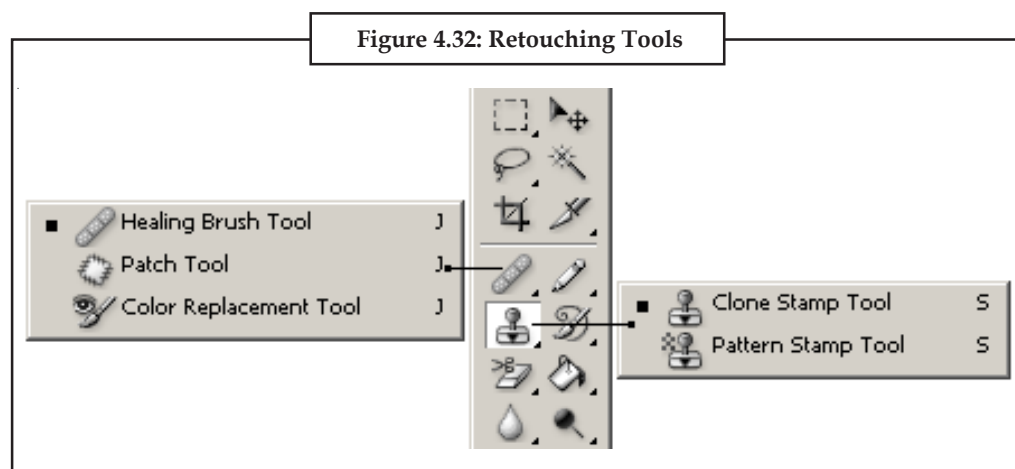 Figure 4.32: Retouching Tools
Healing Brush Tool J
Patch Tool J
Color Replacement Tool J
Clone Stamp Tool S
Pattern Stamp Tool S